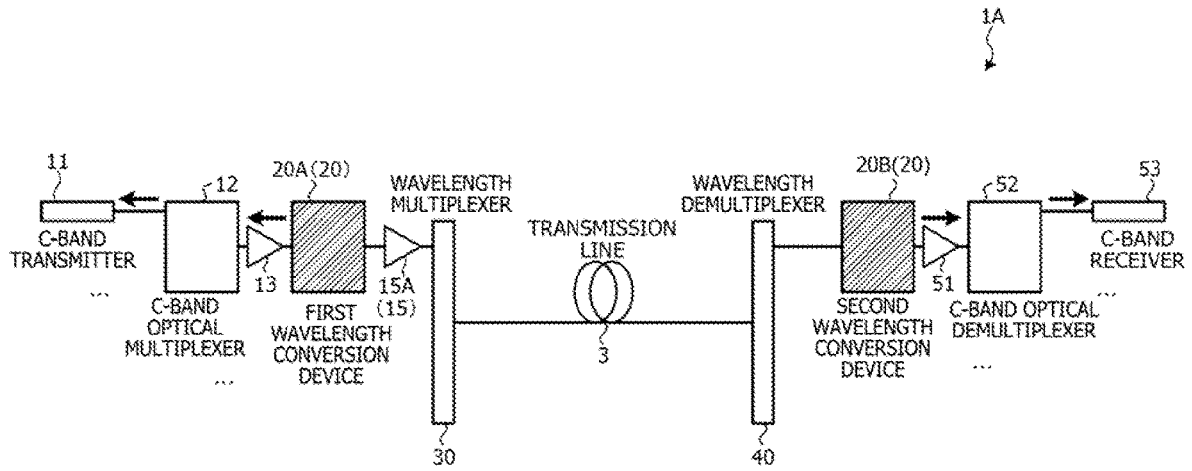 1A
11
C-BAND
TRANSMITTER
...
12
C-BAND
OPTICAL
MULTIPLEXER
...
13
20A(20)
FIRST
WAVELENGTH
CONVERSION
DEVICE
15A
(15)
WAVELENGTH
MULTIPLEXER
30
TRANSMISSION
LINE
3
WAVELENGTH
DEMULTIPLEXER
40
20B(20)
SECOND
WAVELENGTH
CONVERSION
DEVICE
51
52
C-BAND OPTICAL
DEMULTIPLEXER
...
53
C-BAND
RECEIVER
...